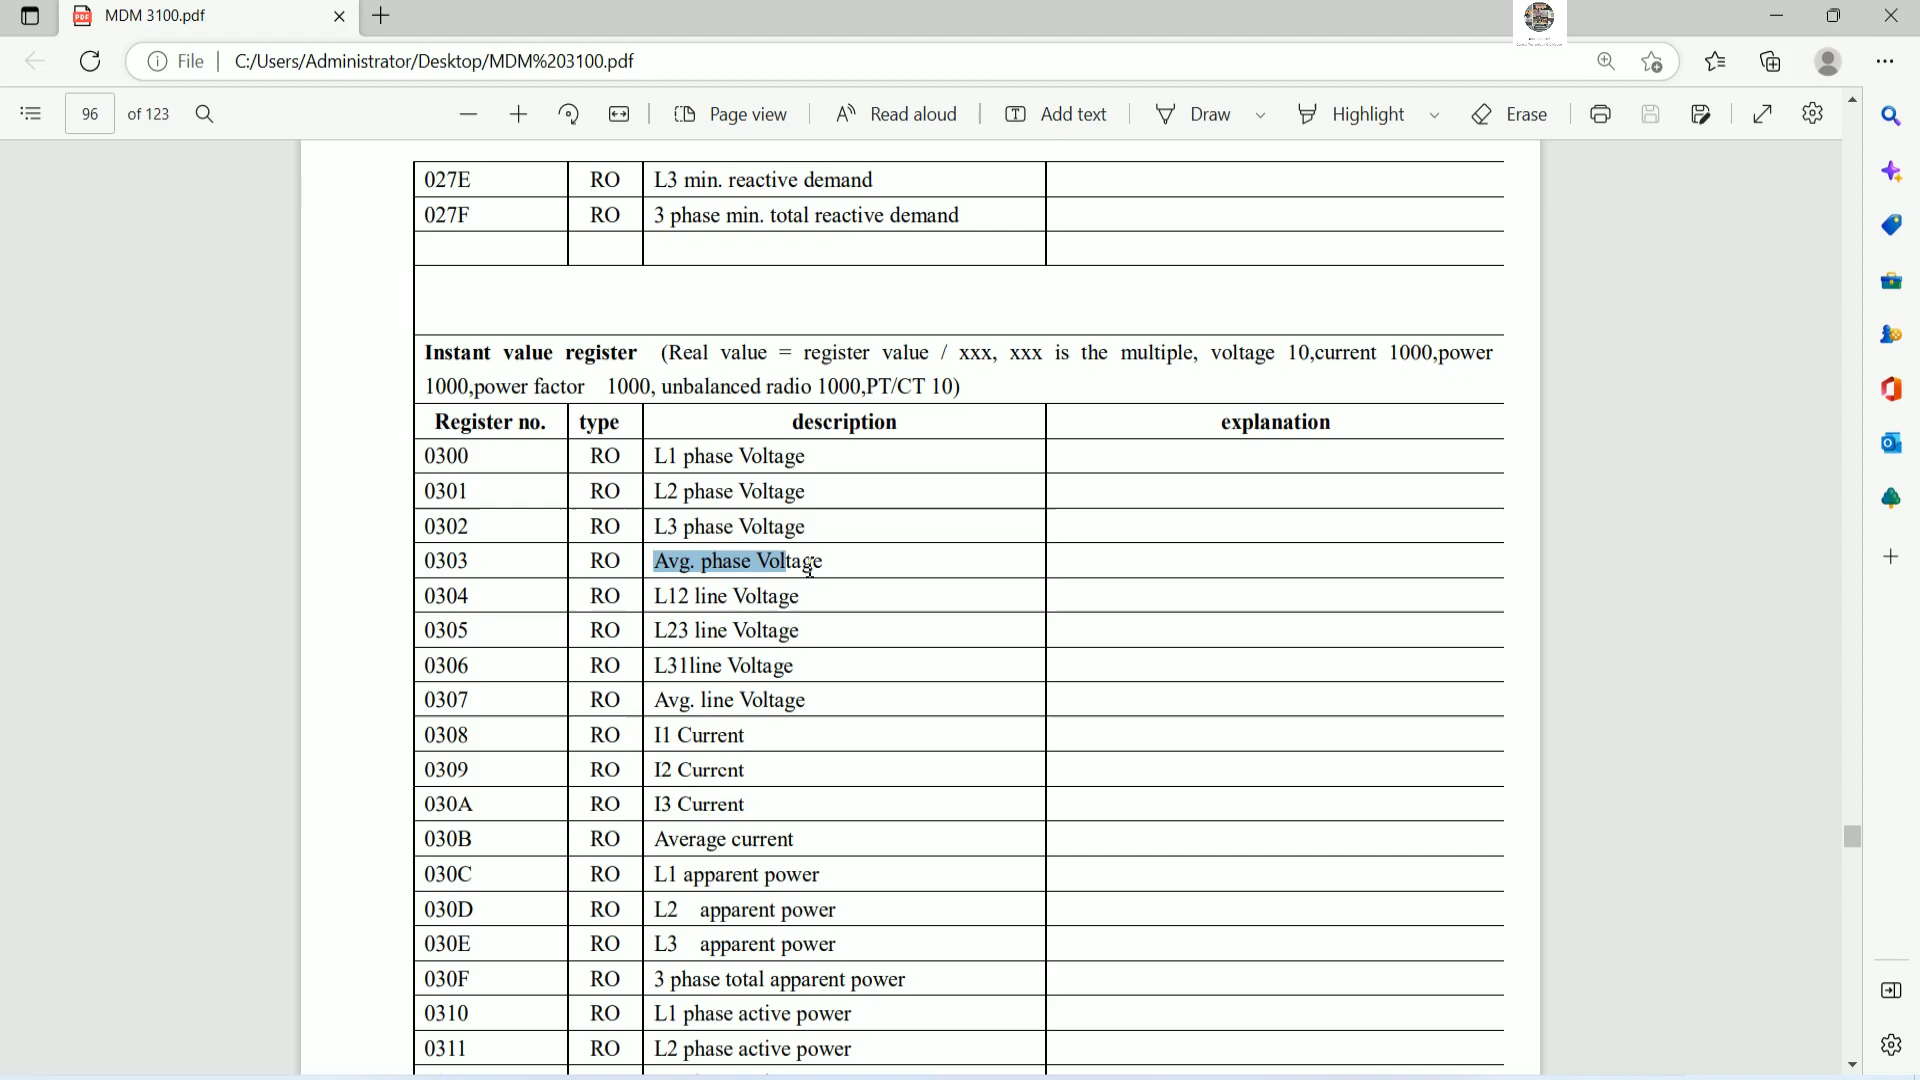 MDM 3100.pdf
File C:/Users/Administrator/Desktop/MDM%203100.pdf
96 of 123 Page view Read aloud Add text Draw Highlight Erase
027E RO L3 min. reactive demand
027F RO 3 phase min. total reactive demand
Instant value register (Real value = register value / xxx, xxx is the multiple, voltage 10,current 1000,power
1000,power factor 1000, unbalanced radio 1000,PT/CT 10)
Register no. type description explanation
0300 RO L1 phase Voltage
0301 RO L2 phase Voltage
0302 RO L3 phase Voltage
0303 RO Avg. phase Voltage
0304 RO L12 line Voltage
0305 RO L23 line Voltage
0306 RO L31line Voltage
0307 RO Avg. line Voltage
0308 RO I1 Current
0309 RO I2 Current
030A RO I3 Current
030B RO Average current
030C RO L1 apparent power
030D RO L2 apparent power
030E RO L3 apparent power
030F RO 3 phase total apparent power
0310 RO L1 phase active power
0311 RO L2 phase active power